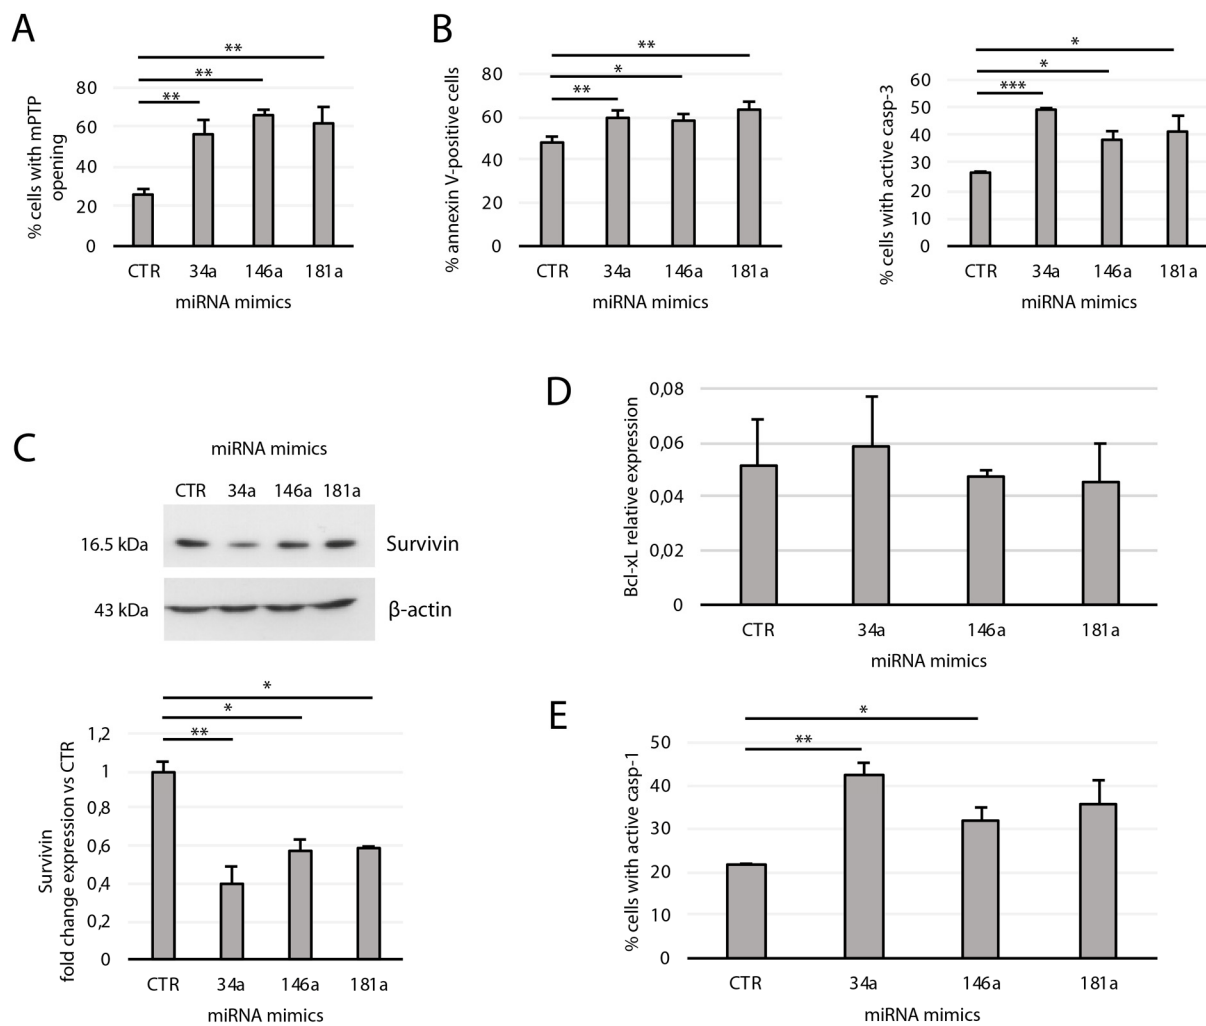 A
% cells with mPTP
opening
80
60
40
20
0
**
**
**
CTR 34a 146a 181a
miRNA mimics
B
% annexin V-positive cells
80
60
40
20
0
**
*
**
CTR 34a 146a 181a
miRNA mimics
% cells with active casp-3
60
50
40
30
20
10
0
*
*
***
CTR 34a 146a 181a
miRNA mimics
C
miRNA mimics
CTR 34a 146a 181a
16.5 kDa Survivin
43 kDa β-actin
Survivin
fold change expression vs CTR
1,2
1
0,8
0,6
0,4
0,2
0
*
*
**
CTR 34a 146a 181a
miRNA mimics
D
Bcl-xL relative expression
0,08
0,06
0,04
0,02
0
CTR 34a 146a 181a
miRNA mimics
E
% cells with active casp-1
50
40
30
20
10
0
*
**
CTR 34a 146a 181a
miRNA mimics